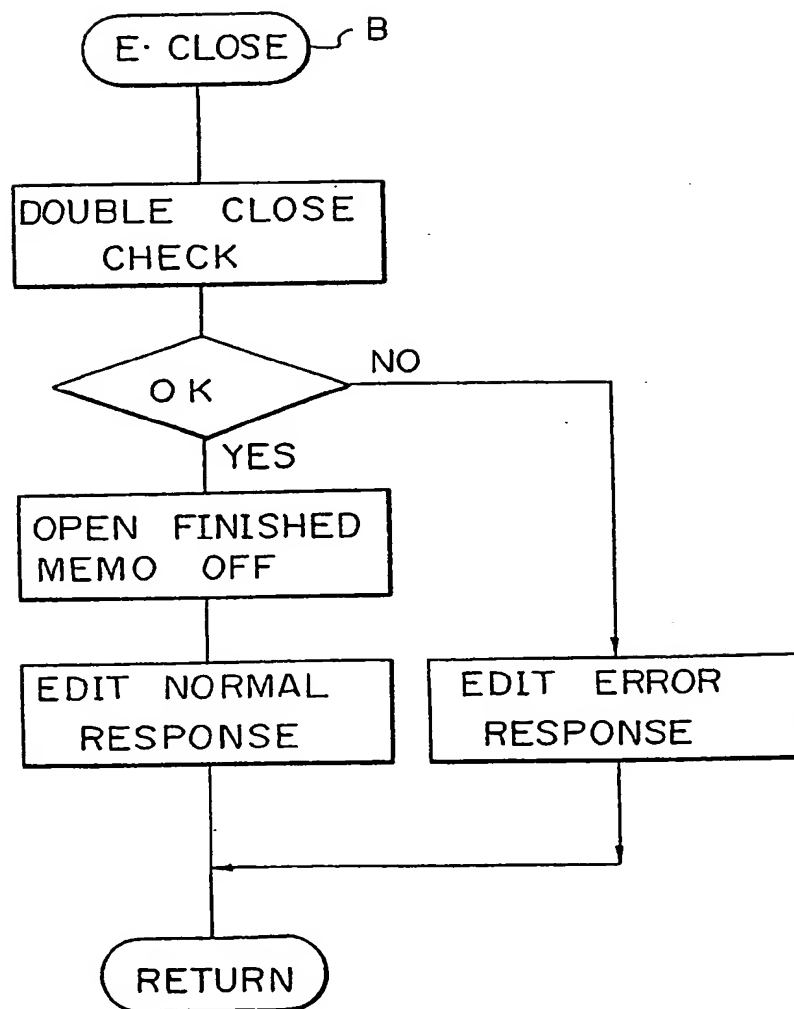 E· CLOSE
B
DOUBLE CLOSE
CHECK
OK
NO
YES
OPEN FINISHED
MEMO OFF
EDIT NORMAL
RESPONSE
EDIT ERROR
RESPONSE
RETURN